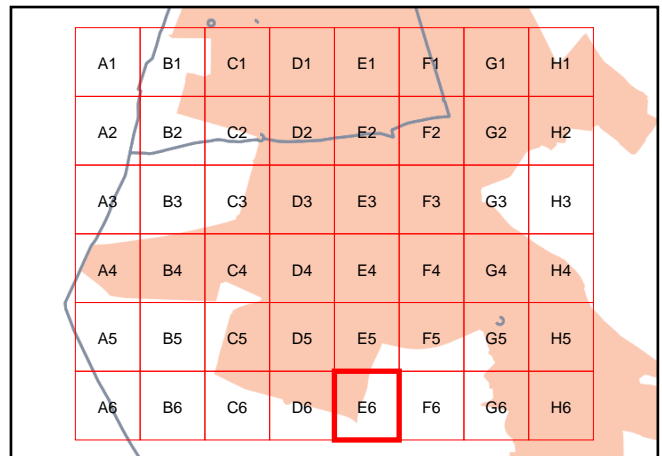 A1 B1 C1 D1 E1 F1 G1 H1
A2 B2 C2 D2 E2 F2 G2 H2
A3 B3 C3 D3 E3 F3 G3 H3
A4 B4 C4 D4 E4 F4 G4 H4
A5 B5 C5 D5 E5 F5 G5 H5
A6 B6 C6 D6 E6 F6 G6 H6